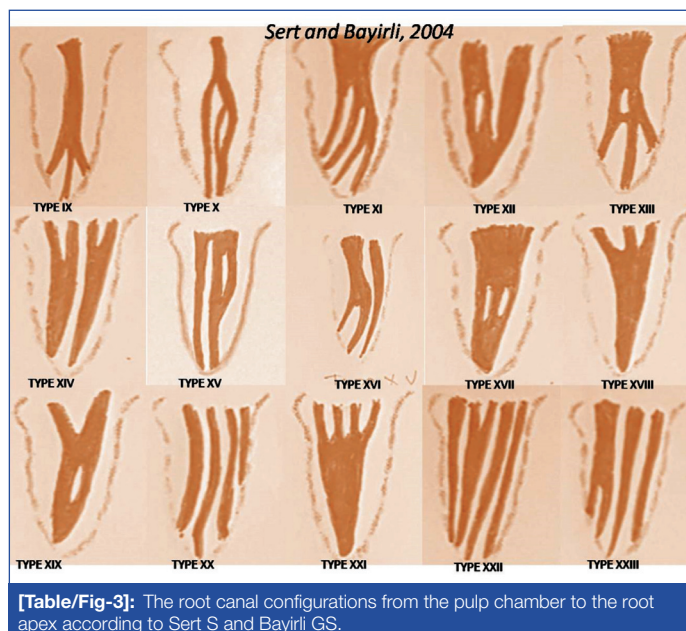 Sert and Bayirli, 2004
TYPE IX TYPE X TYPE XI TYPE XII TYPE XIII
TYPE XIV TYPE XV TYPE XVI TYPE XVII TYPE XVIII
TYPE XIX TYPE XX TYPE XXI TYPE XXII TYPE XXIII
[Table/Fig-3]: The root canal configurations from the pulp chamber to the root
apex according to Sert S and Bayirli GS.